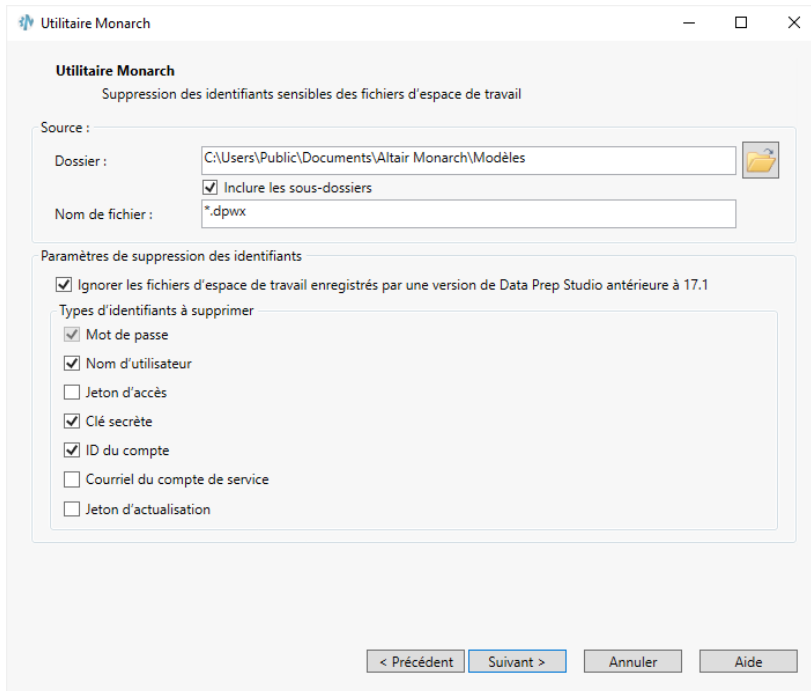 Utilitaire Monarch
Utilitaire Monarch
Suppression des identifiants sensibles des fichiers d'espace de travail
Source :
Dossier :
C:\Users\Public\Documents\Altair Monarch\Modèles
Inclure les sous-dossiers
Nom de fichier :
*.dpwx
Paramètres de suppression des identifiants
Ignorer les fichiers d'espace de travail enregistrés par une version de Data Prep Studio antérieure à 17.1
Types d'identifiants à supprimer
Mot de passe
Nom d'utilisateur
Jeton d'accès
Clé secrète
ID du compte
Courriel du compte de service
Jeton d'actualisation
< Précédent
Suivant >
Annuler
Aide